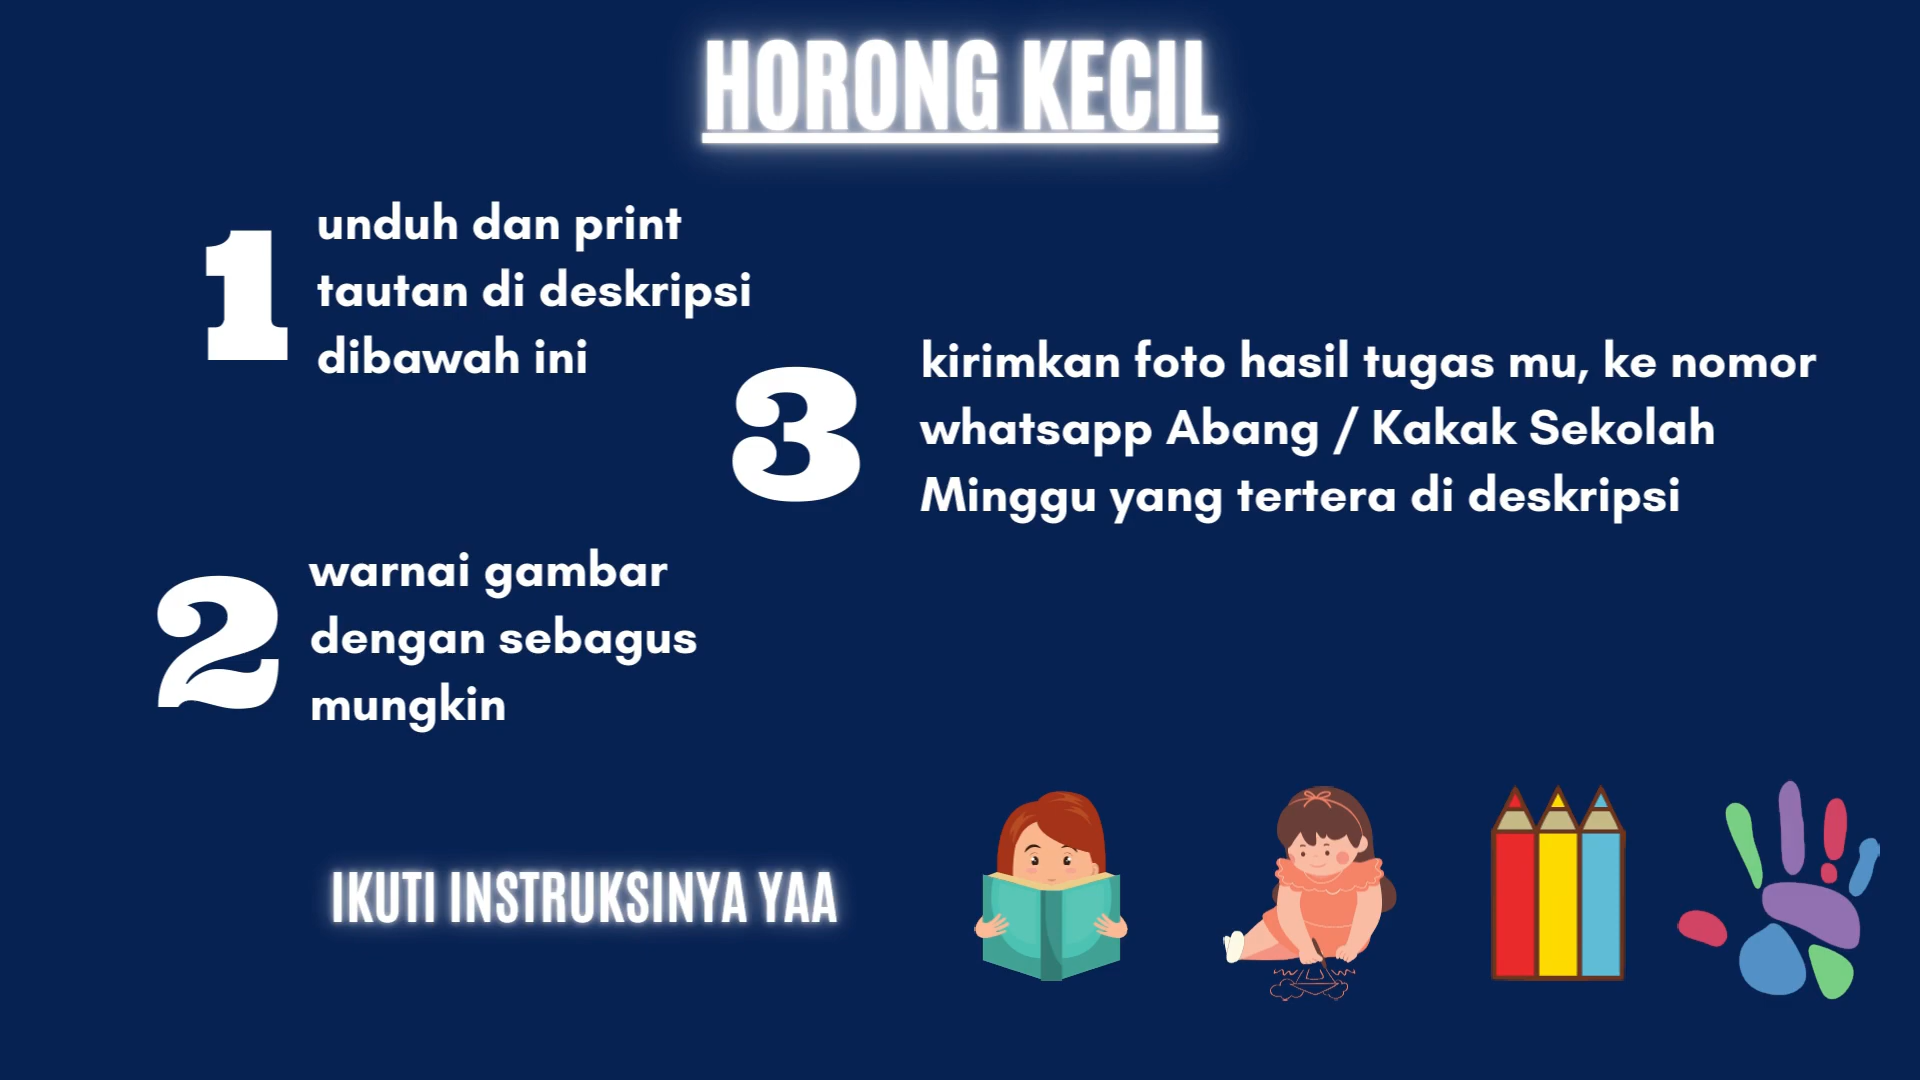 HORONG KECIL
1
unduh dan print
tautan di deskripsi
dibawah ini
2
warnai gambar
dengan sebagus
mungkin
3
kirimkan foto hasil tugas mu, ke nomor
whatsapp Abang / Kakak Sekolah
Minggu yang tertera di deskripsi
IKUTI INSTRUKSINYA YAA